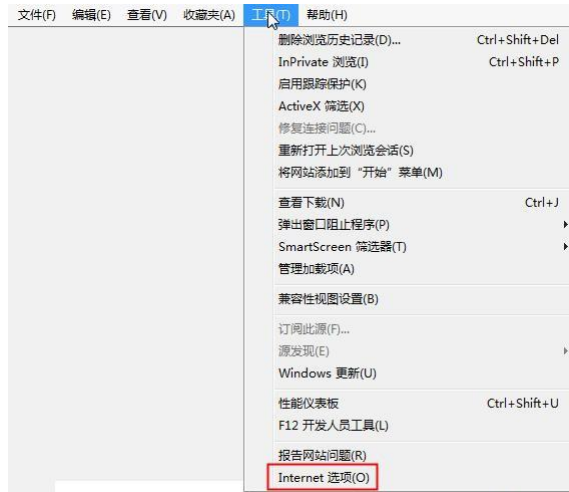 文件(F) 编辑(E) 查看(V) 收藏夹(A) 工具(T) 帮助(H)
删除浏览历史记录(D)... Ctrl+Shift+Del
InPrivate 浏览(I) Ctrl+Shift+P
启用跟踪保护(K)
ActiveX 筛选(X)
修复连接问题(C)...
重新打开上次浏览会话(S)
将网站添加到“开始”菜单(M)
查看下载(N) Ctrl+J
弹出窗口阻止程序(P)
SmartScreen 筛选器(T)
管理加载项(A)
兼容性视图设置(B)
订阅此源(F)...
源发现(E)
Windows 更新(U)
性能仪表板 Ctrl+Shift+U
F12 开发人员工具(L)
报告网站问题(R)
Internet 选项(O)